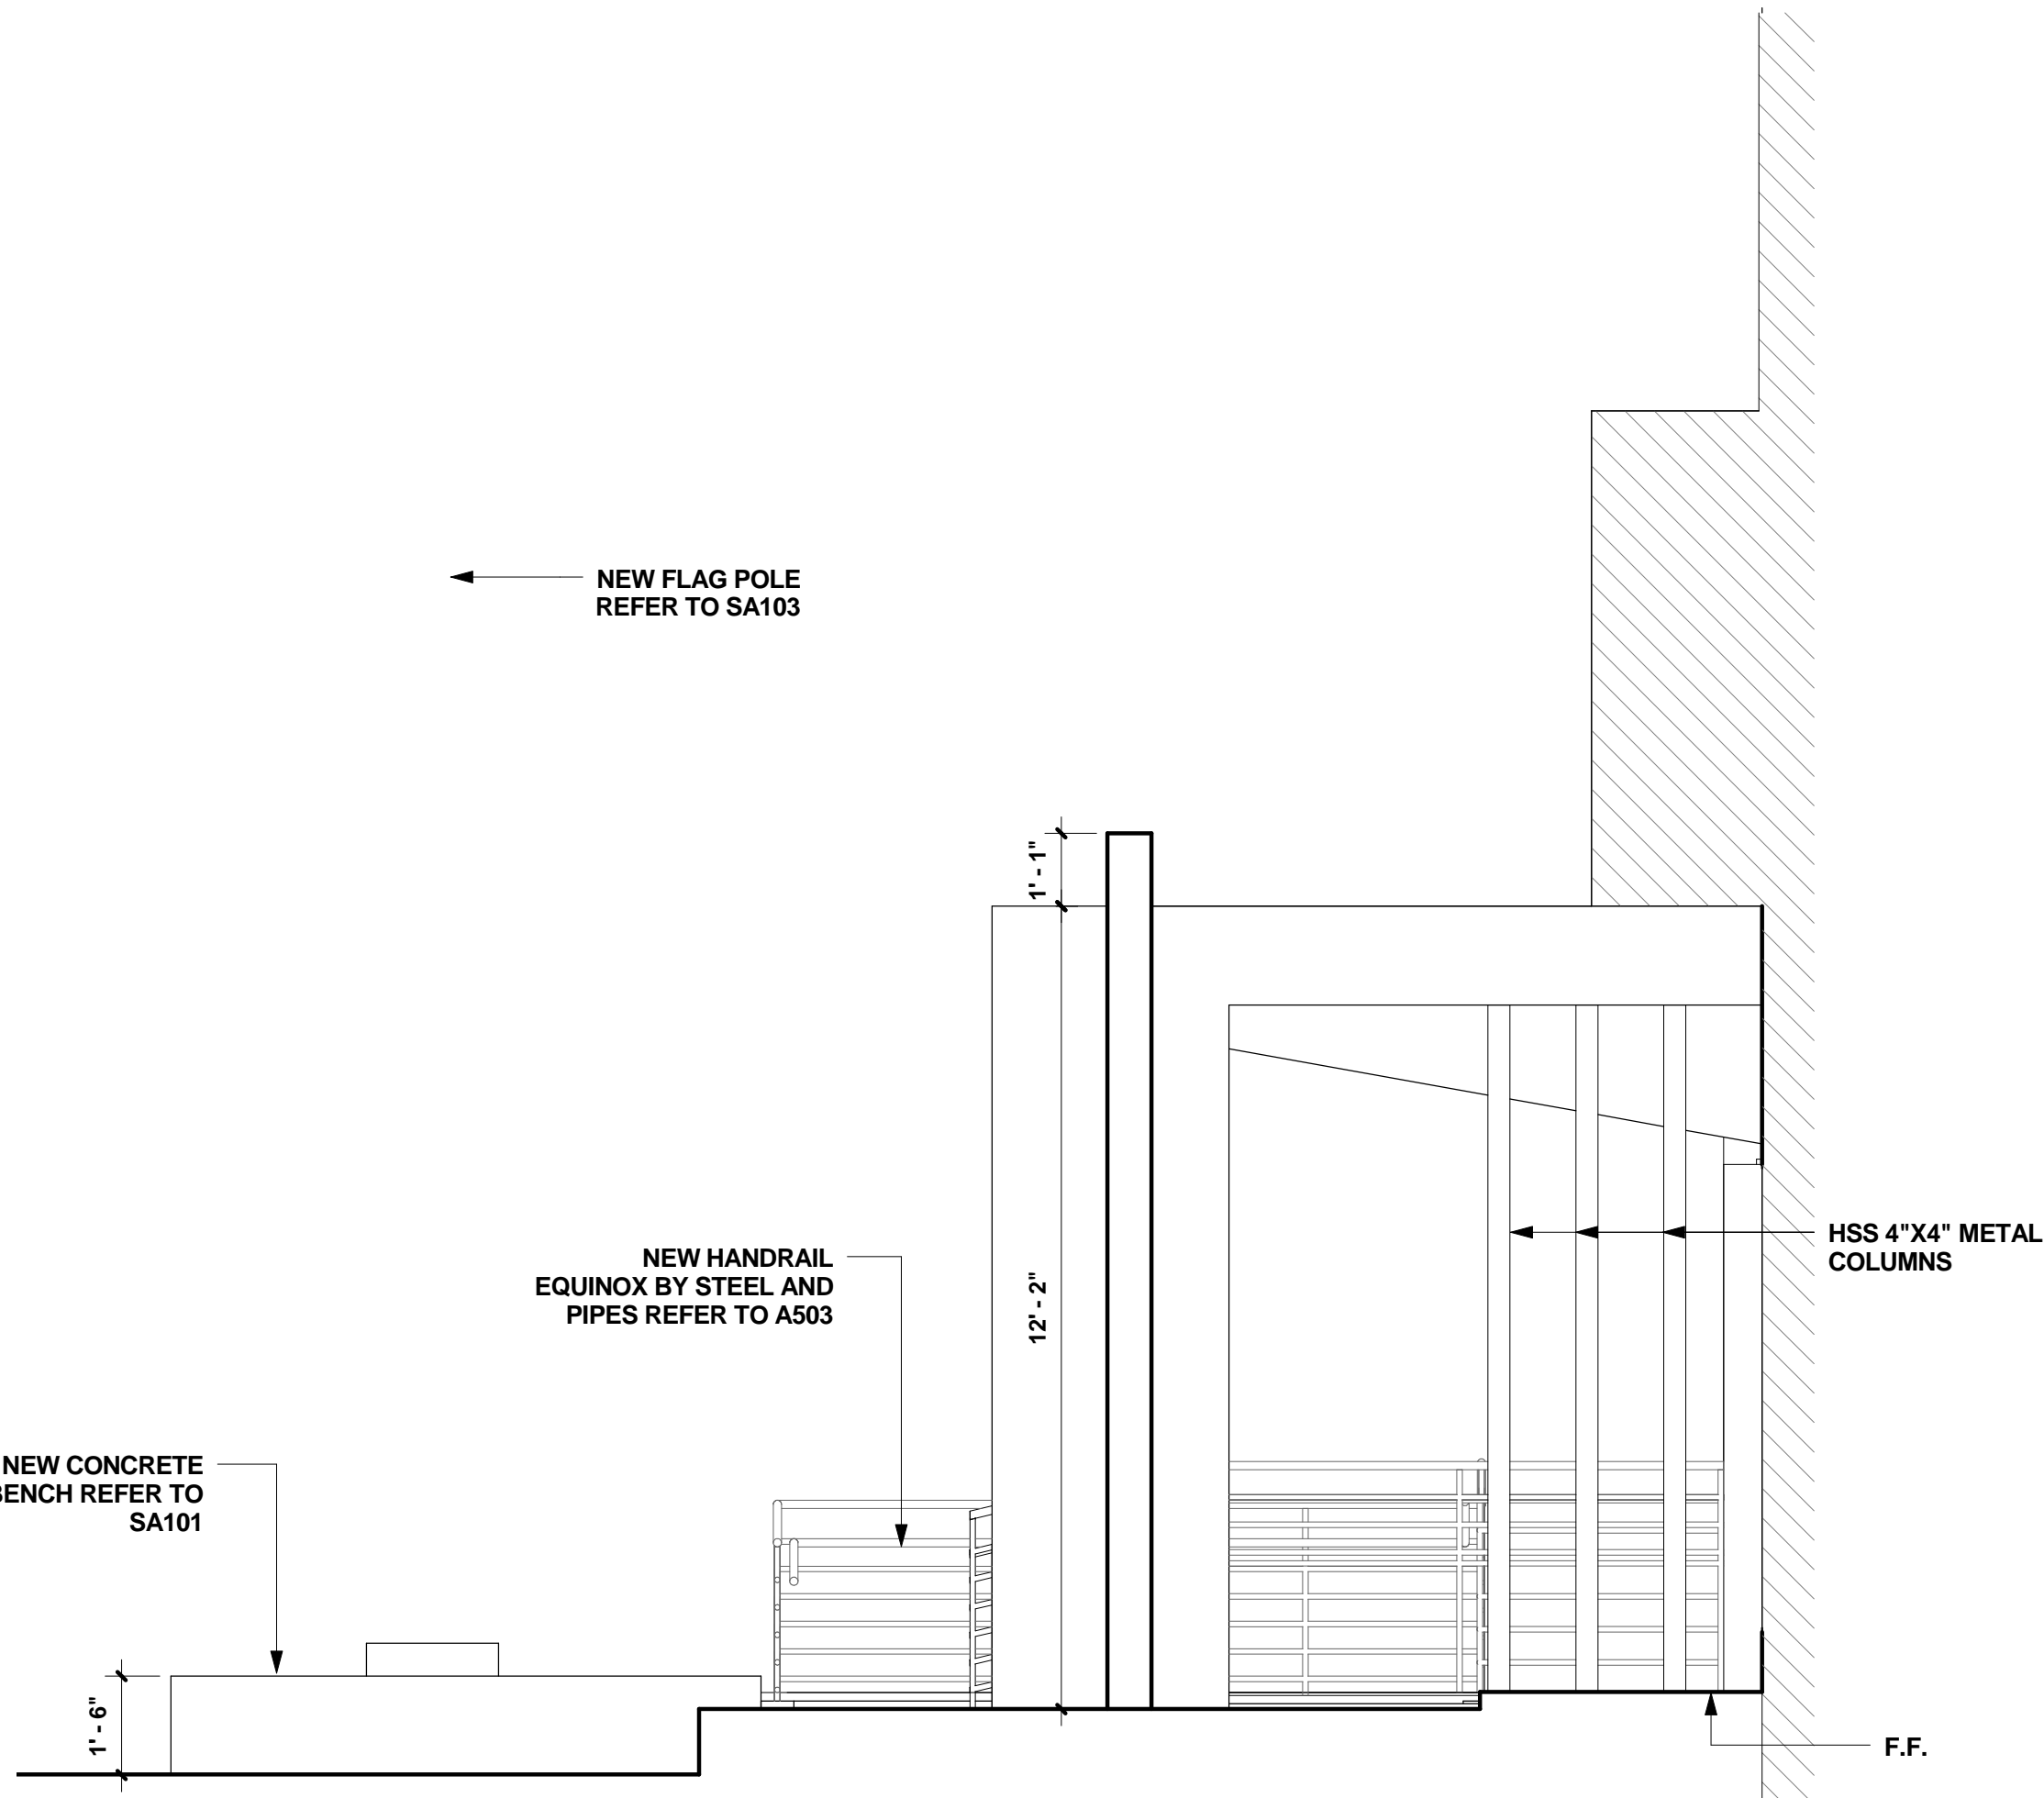 NEW FLAG POLE
REFER TO SA103
1' - 1"
HSS 4"X4" METAL
COLUMNS
NEW HANDRAIL
EQUINOX BY STEEL AND
PIPES REFER TO A503
12' - 2"
NEW CONCRETE
BENCH REFER TO
SA101
1' - 6"
F.F.